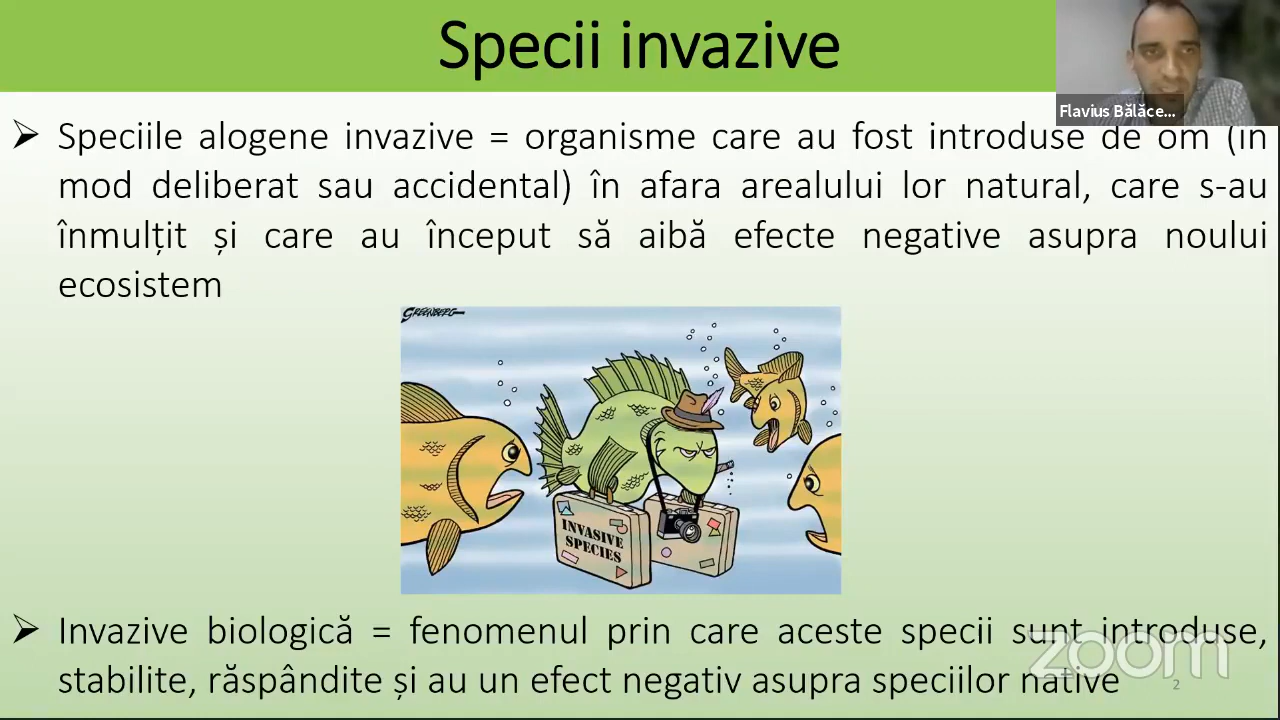 Specii invazive
Flavius Bălăce...
➢ Speciile alogene invazive = organisme care au fost introduse de om (în
mod deliberat sau accidental) în afara arealului lor natural, care s-au
înmulțit și care au început să aibă efecte negative asupra noului
ecosistem
GREENBERG
INVASIVE
SPECIES
➢ Invazive biologică = fenomenul prin care aceste specii sunt introduse,
stabilite, răspândite și au un efect negativ asupra speciilor native
zoom
2